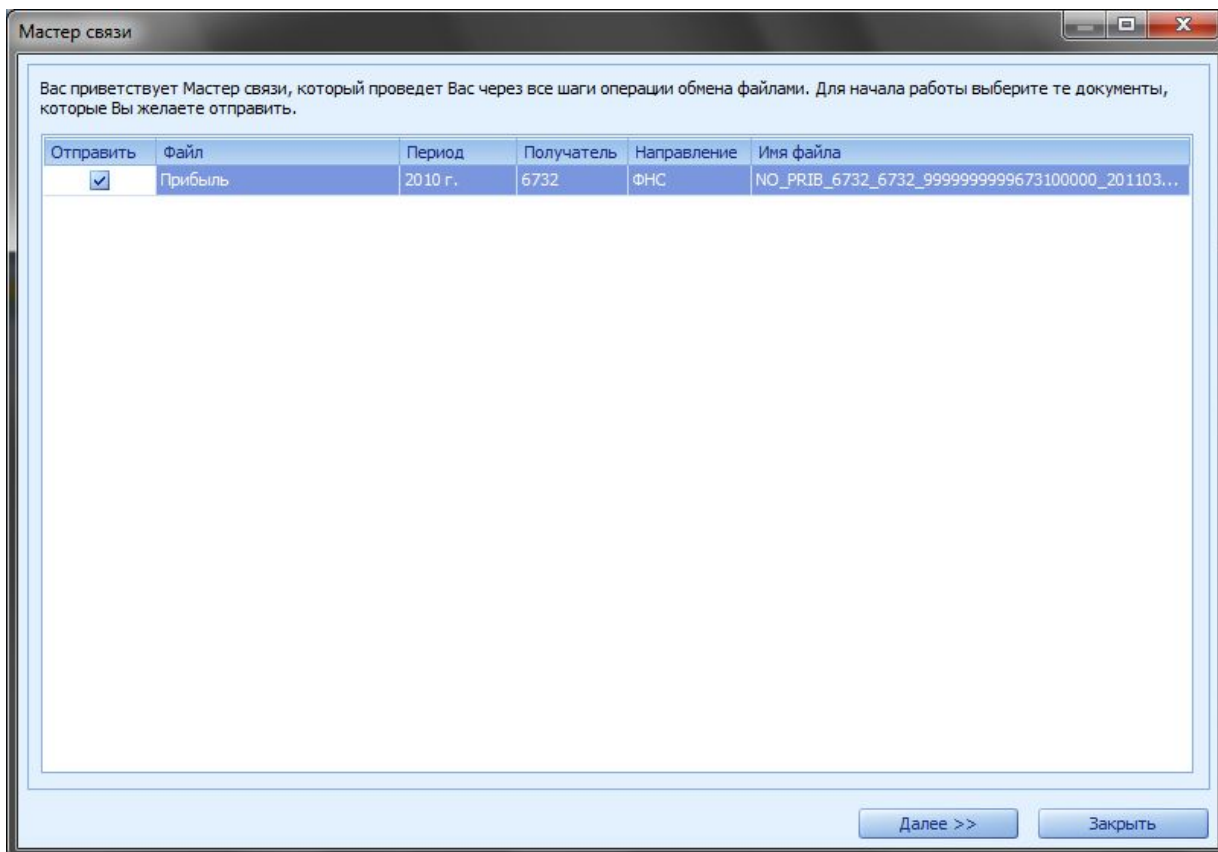 Мастер связи
Вас приветствует Мастер связи, который проведет Вас через все шаги операции обмена файлами. Для начала работы выберите те документы,
которые Вы желаете отправить.
Отправить Файл Период Получатель Направление Имя файла
Прибыль 2010 г. 6732 ФНС NO_PRIB_6732_6732_9999999999673100000_201103...
Далее >> Закрыть